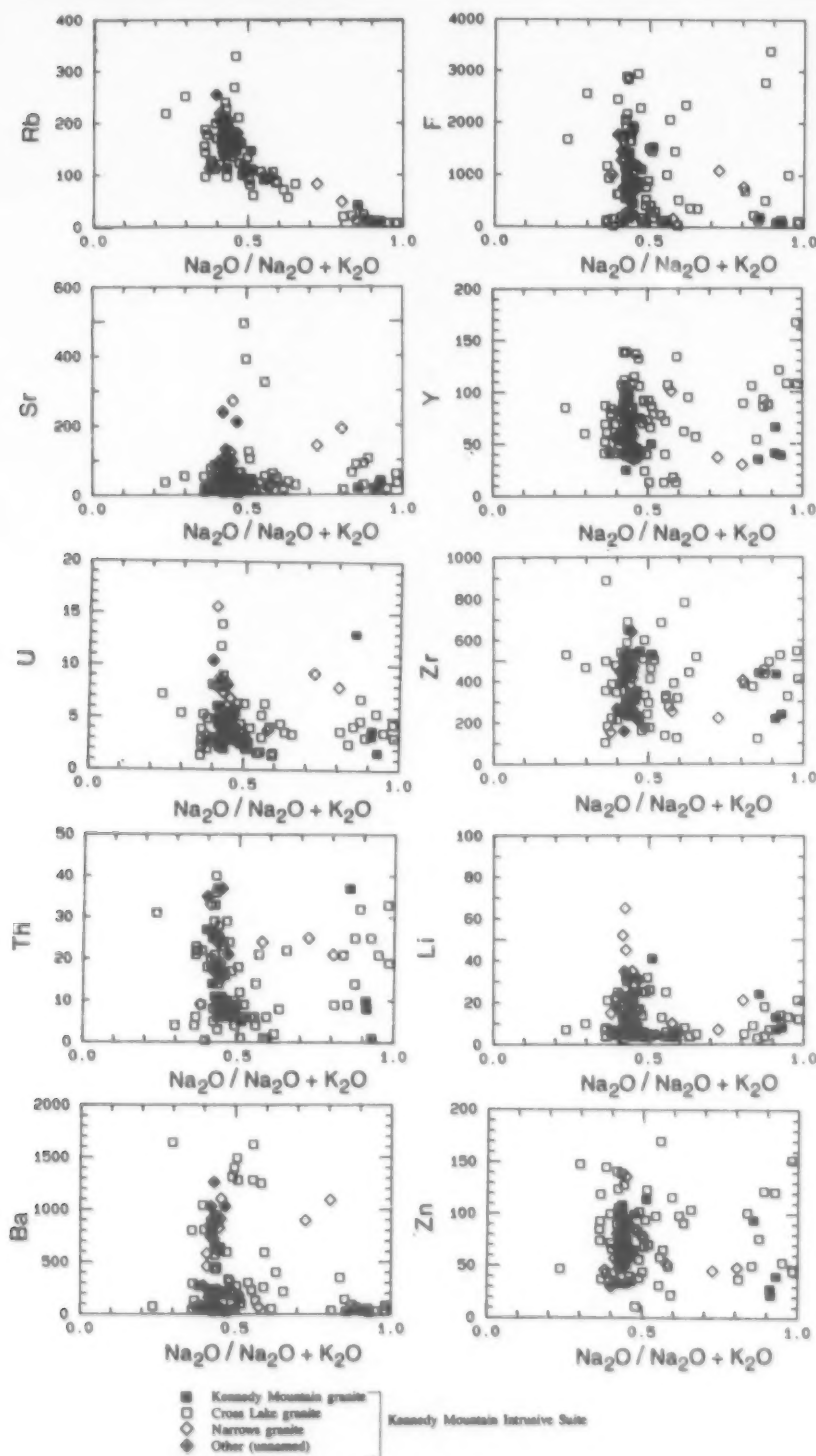 400
300
200
100
0
Rb
0.0 0.5 1.0
Na₂O / Na₂O + K₂O
4000
3000
2000
1000
0
F
0.0 0.5 1.0
Na₂O / Na₂O + K₂O
600
400
200
0
Sr
0.0 0.5 1.0
Na₂O / Na₂O + K₂O
200
150
100
50
0
Y
0.0 0.5 1.0
Na₂O / Na₂O + K₂O
20
15
10
5
0
U
0.0 0.5 1.0
Na₂O / Na₂O + K₂O
1000
800
600
400
200
0
Zr
0.0 0.5 1.0
Na₂O / Na₂O + K₂O
50
40
30
20
10
0
Th
0.0 0.5 1.0
Na₂O / Na₂O + K₂O
100
80
60
40
20
0
Li
0.0 0.5 1.0
Na₂O / Na₂O + K₂O
2000
1500
1000
500
0
Ba
0.0 0.5 1.0
Na₂O / Na₂O + K₂O
200
150
100
50
0
Zn
0.0 0.5 1.0
Na₂O / Na₂O + K₂O
Kennedy Mountain granite
Cross Lake granite
Narrows granite
Other (unnamed)
Kennedy Mountain Intrusive Suite